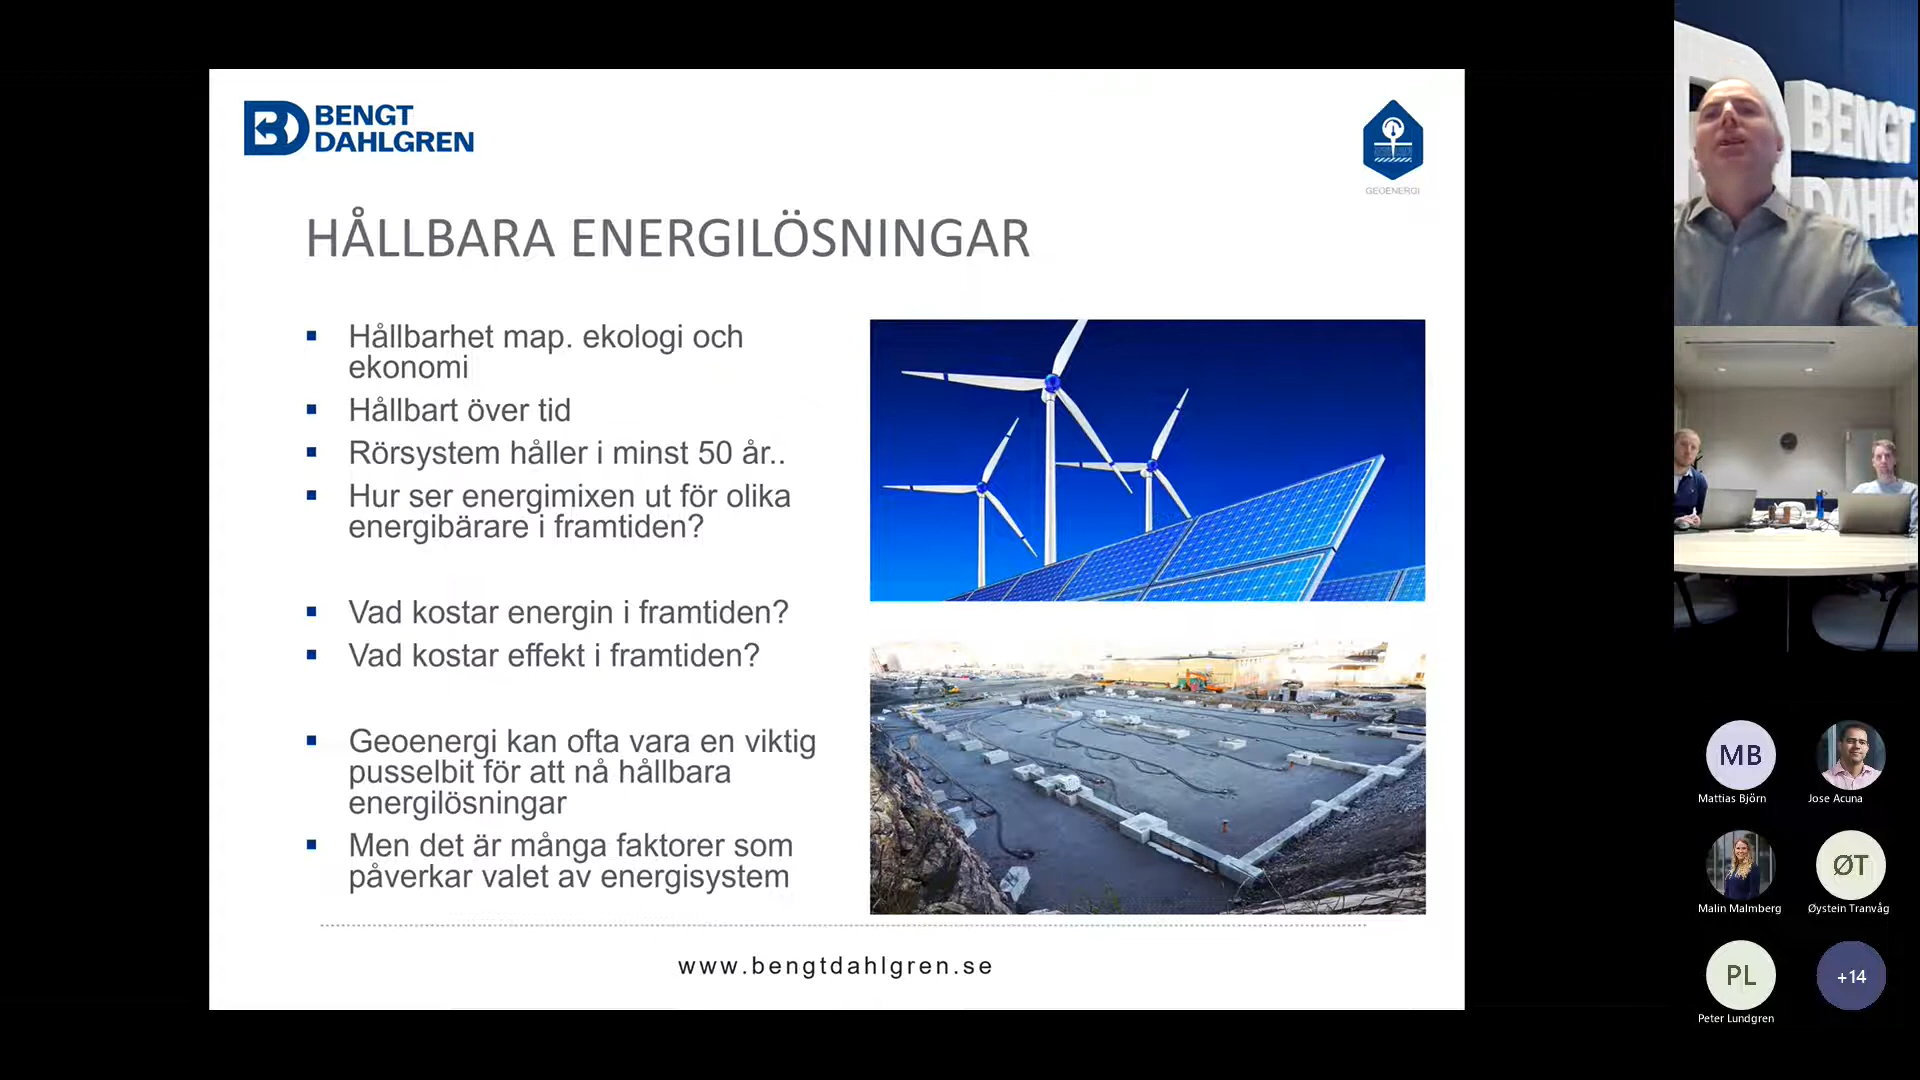 BENGT
DAHLGREN
GEOENERGI
HÅLLBARA ENERGILÖSNINGAR
▪ Hållbarhet map. ekologi och
ekonomi
▪ Hållbart över tid
▪ Rörsystem håller i minst 50 år..
▪ Hur ser energimixen ut för olika
energibärare i framtiden?
▪ Vad kostar energin i framtiden?
▪ Vad kostar effekt i framtiden?
▪ Geoenergi kan ofta vara en viktig
pusselbit för att nå hållbara
energilösningar
▪ Men det är många faktorer som
påverkar valet av energisystem
www.bengtdahlgren.se
BENGT
DAHLG
MB
Mattias Björn
Jose Acuna
Malin Malmberg
ØT
Øystein Tranvåg
PL
Peter Lundgren
+14